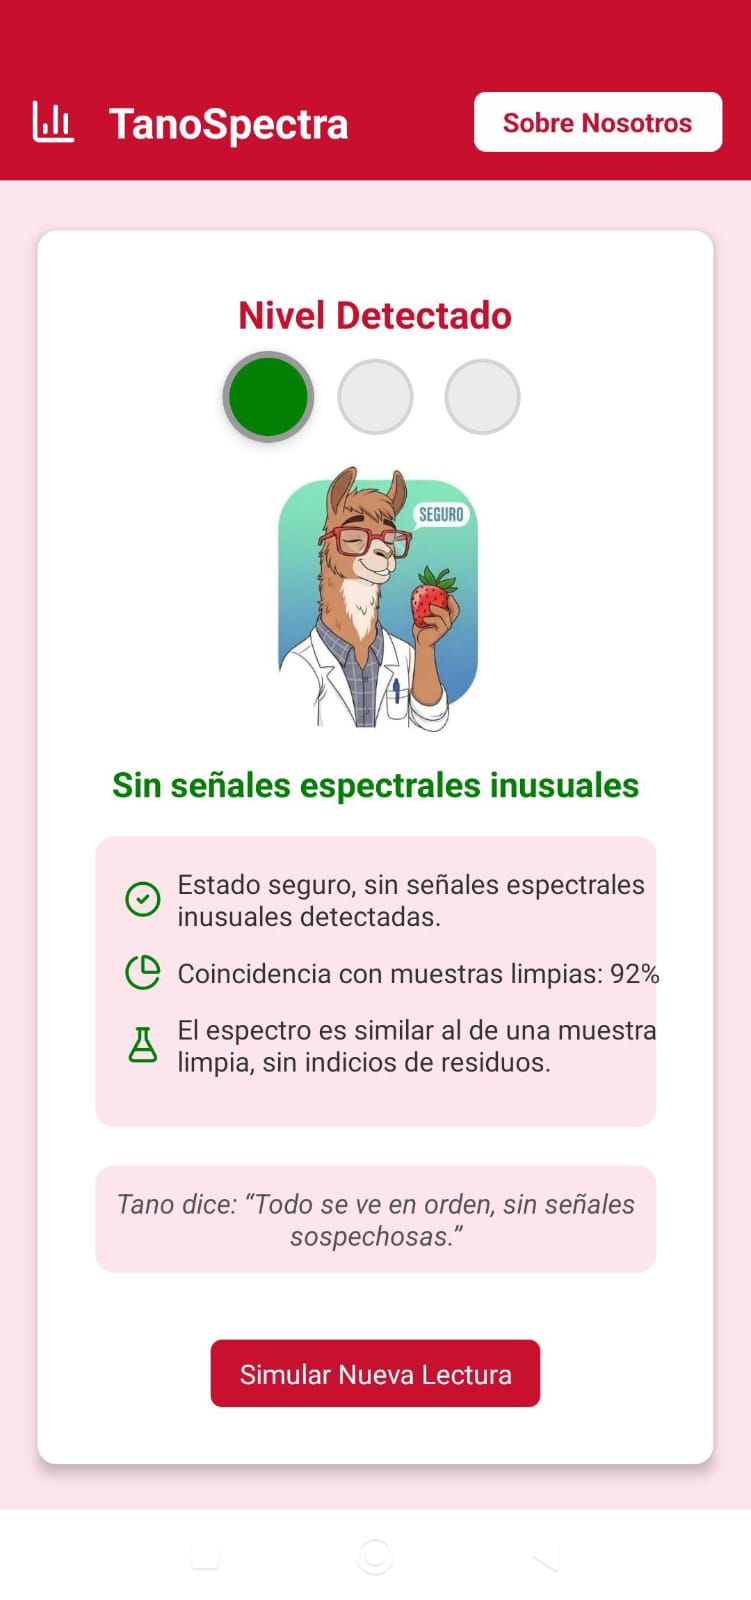 TanoSpectra
Sobre Nosotros
Nivel Detectado
SEGURO
Sin señales espectrales inusuales
Estado seguro, sin señales espectrales
inusuales detectadas.
Coincidencia con muestras limpias: 92%
El espectro es similar al de una muestra
limpia, sin indicios de residuos.
Tano dice: “Todo se ve en orden, sin señales
sospechosas.”
Simular Nueva Lectura